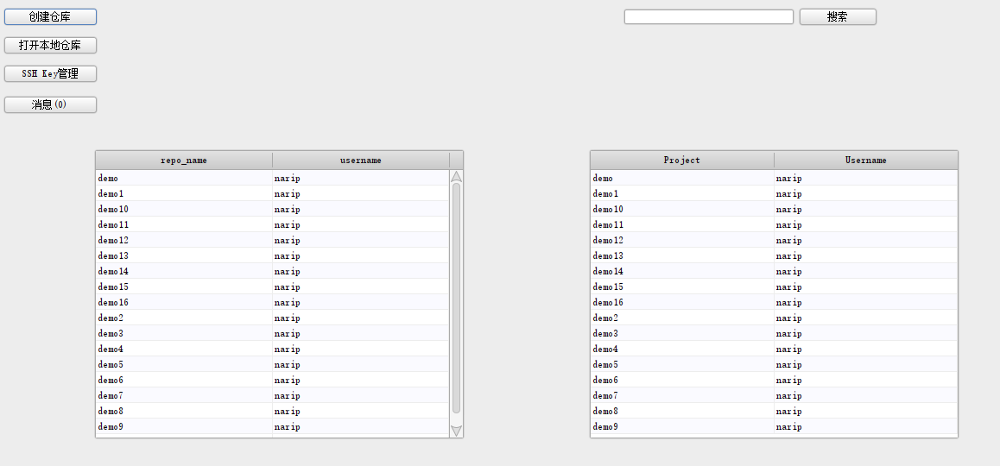 创建仓库
搜索
打开本地仓库
SSH Key管理
消息(0)
repo_name username
demo narip
demo1 narip
demo10 narip
demo11 narip
demo12 narip
demo13 narip
demo14 narip
demo15 narip
demo16 narip
demo2 narip
demo3 narip
demo4 narip
demo5 narip
demo6 narip
demo7 narip
demo8 narip
demo9 narip
Project Username
demo narip
demo1 narip
demo10 narip
demo11 narip
demo12 narip
demo13 narip
demo14 narip
demo15 narip
demo16 narip
demo2 narip
demo3 narip
demo4 narip
demo5 narip
demo6 narip
demo7 narip
demo8 narip
demo9 narip